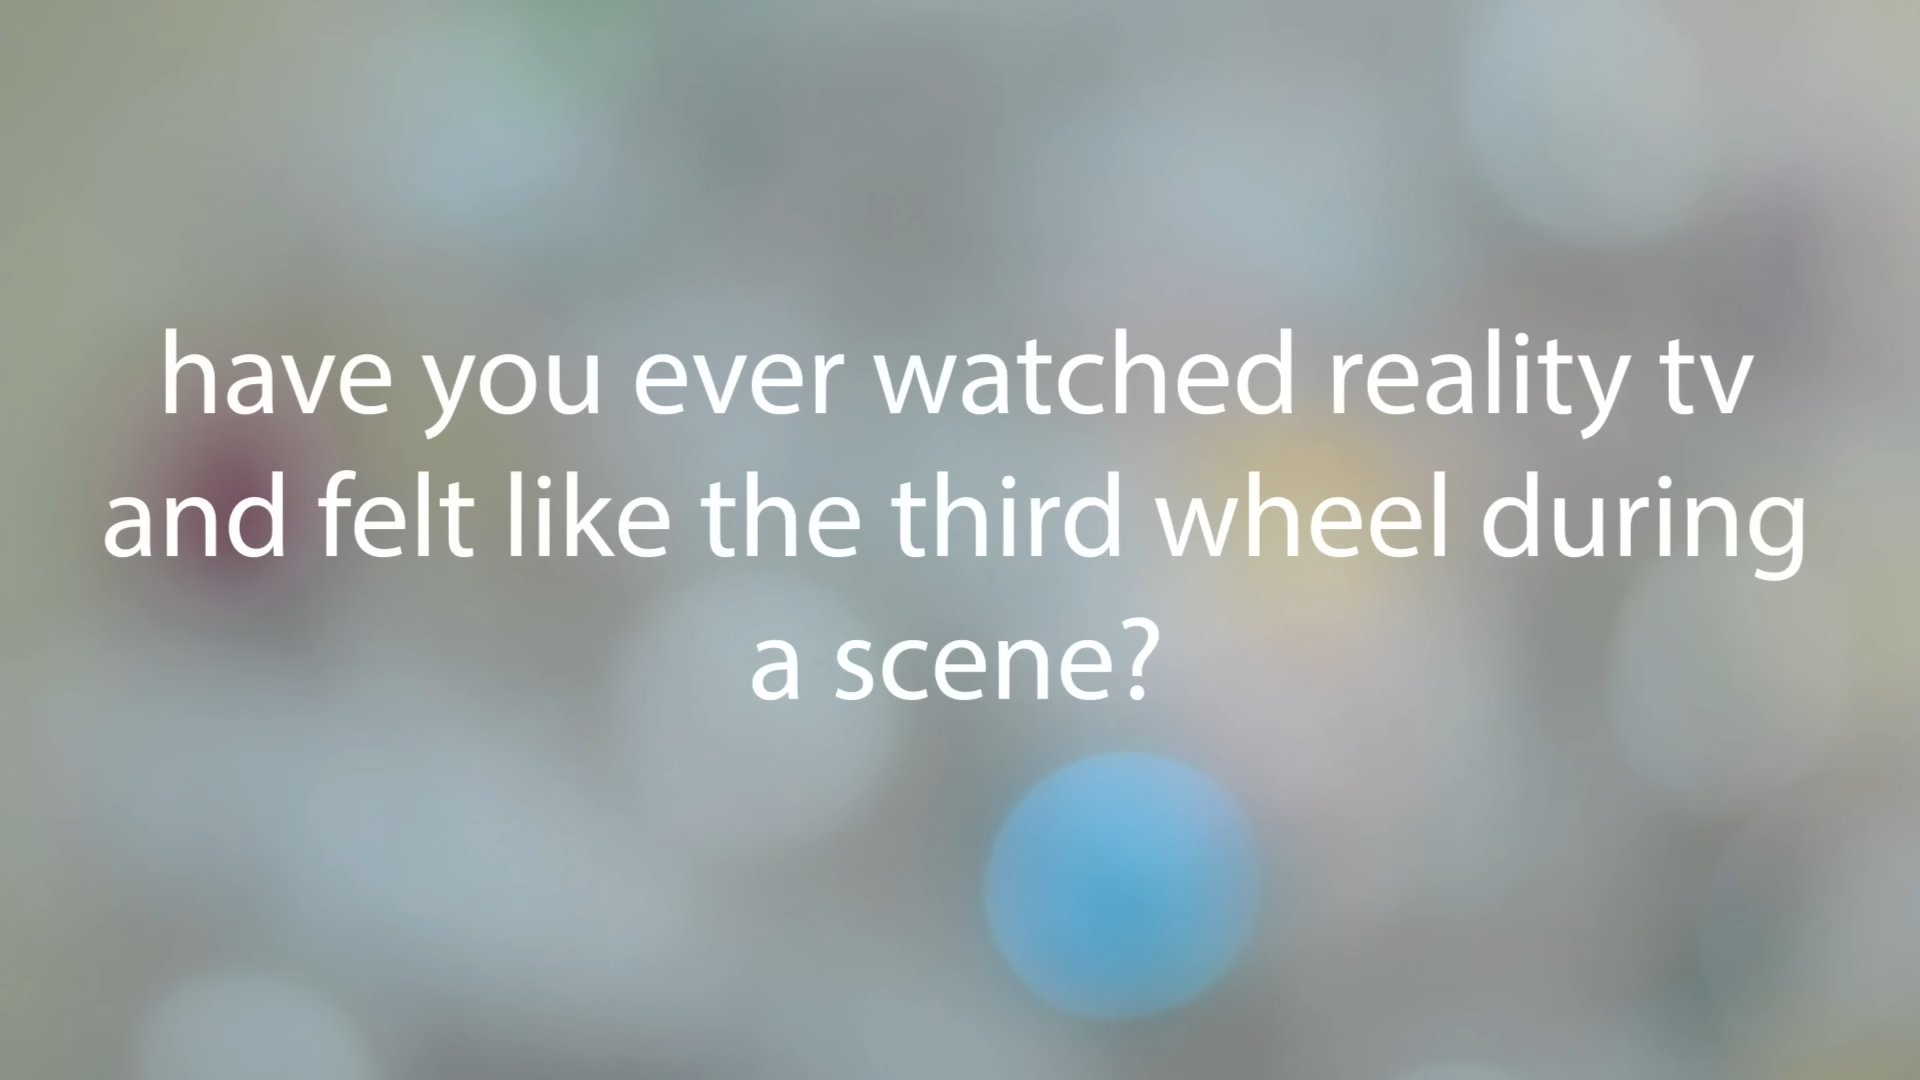 have you ever watched reality tv
and felt like the third wheel during
a scene?